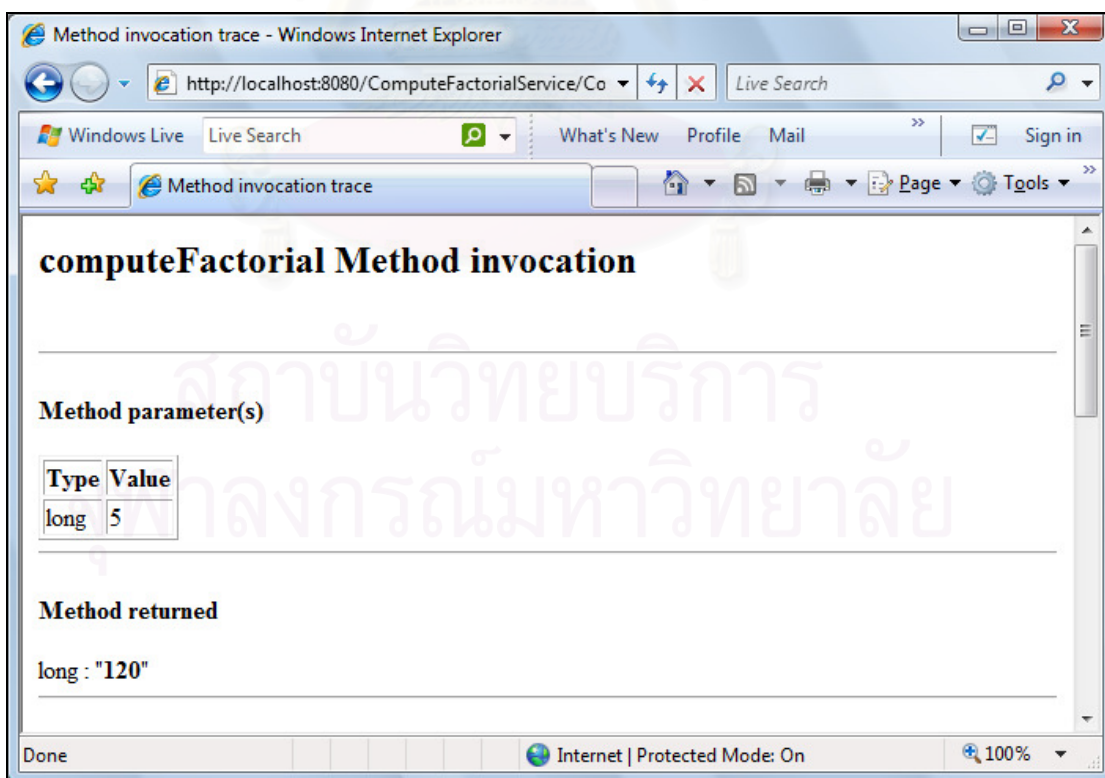 Method invocation trace - Windows Internet Explorer
http://localhost:8080/ComputeFactorialService/Co
Live Search
Windows Live
Live Search
What's New
Profile
Mail
»
Sign in
Method invocation trace
Page
Tools
»
computeFactorial Method invocation
สถาบันวิทยบริการ
Method parameter(s)
Type Value
long 5
จุฬาลงกรณ์มหาวิทยาลัย
Method returned
long : "120"
Done
Internet | Protected Mode: On
100%